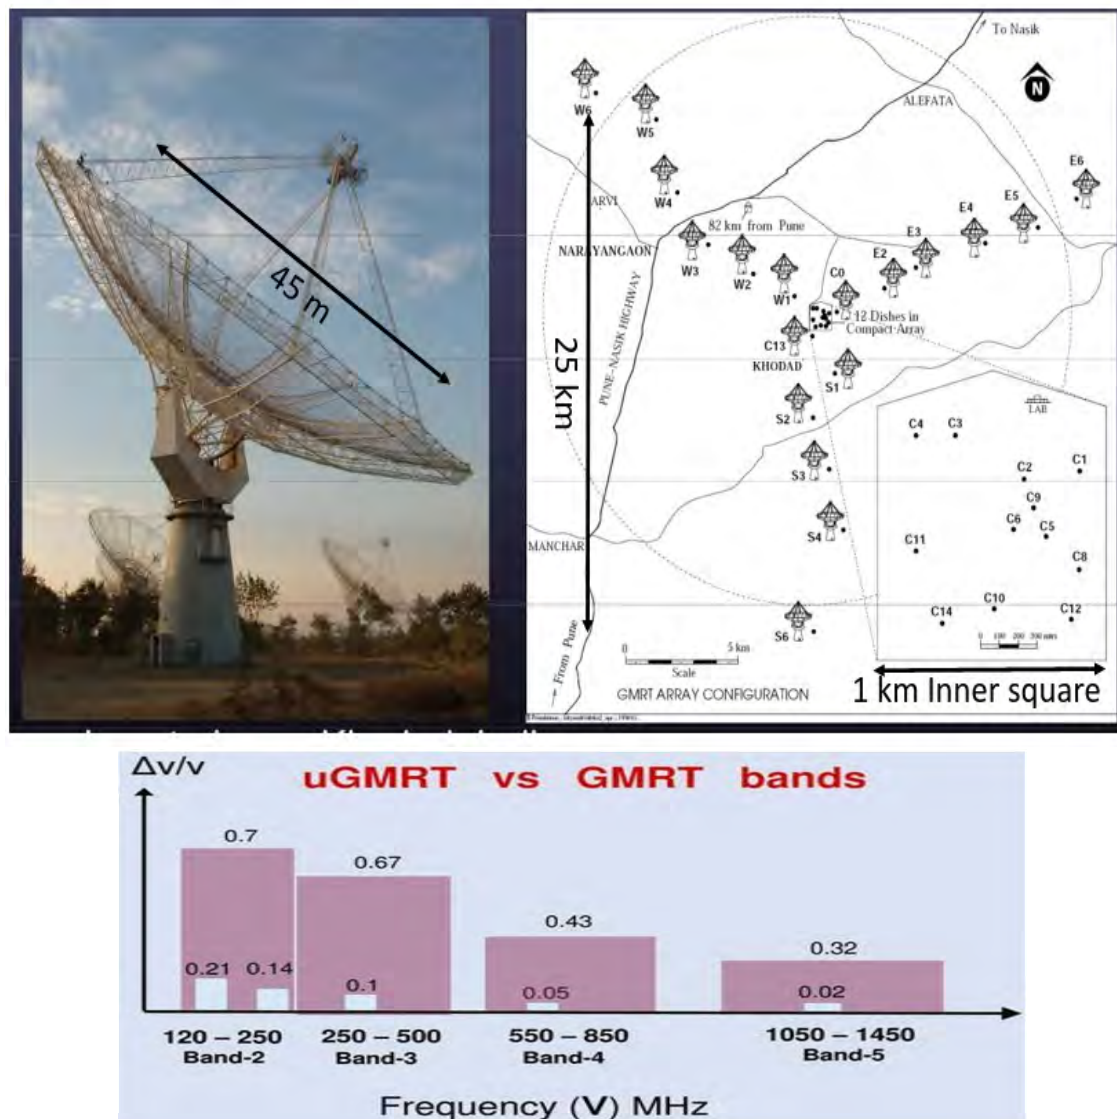 45 m
To Nasik
N
ALEFATA
W6
W5
W4
ARVI
82 km from Pune
NARAYANGAON
W3
W2
W1
C0
E2
E3
E4
E5
E6
12 Dishes in
Compact Array
C13
KHODAD
S1
S2
S3
S4
S6
PUNE-NASIK HIGHWAY
25 km
MANCHAR
From Pune
0
5 km
Scale
GMRT ARRAY CONFIGURATION
LAB
C4
C3
C1
C2
C9
C6
C5
C11
C8
C10
C14
C12
0 100 200 300
1 km Inner square
Δν/ν
uGMRT vs GMRT bands
0.7
0.67
0.43
0.32
0.21
0.14
0.1
0.05
0.02
120 – 250
Band-2
250 – 500
Band-3
550 – 850
Band-4
1050 – 1450
Band-5
Frequency (V) MHz